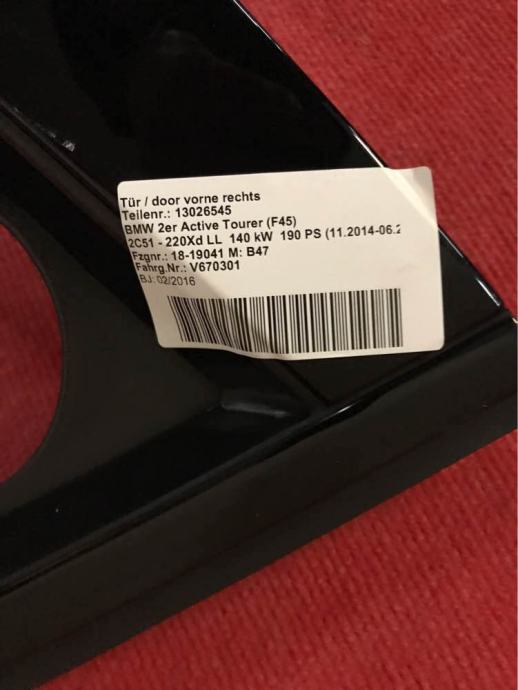 Tür / door vorne rechts
Teilenr.: 13026545
BMW 2er Active Tourer (F45)
2C51 - 220Xd LL 140 kW 190 PS (11.2014-06.2
Fzgnr.: 18-19041 M: B47
Fahrg.Nr.: V670301
BJ: 02/2016